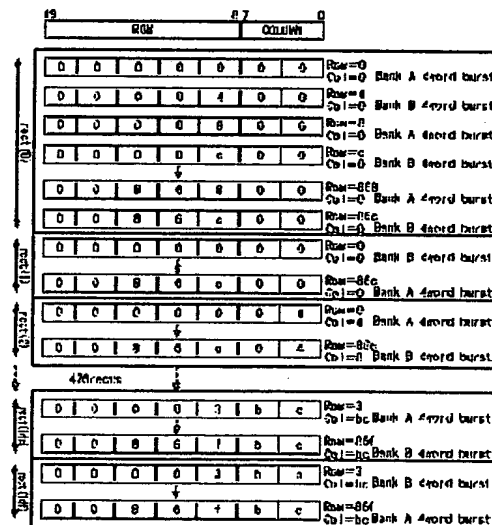 19 8 7 0
ROW COLUMN
0 0 0 0 0 0 0 Row=0
Col=0 Bank A 4word burst
0 0 0 0 4 0 0 Row=4
Col=0 Bank B 4word burst
0 0 0 0 8 0 0 Row=8
Col=0 Bank A 4word burst
0 0 0 0 c 0 0 Row=c
Col=0 Bank B 4word burst
0 0 8 6 8 0 0 Row=868
Col=0 Bank A 4word burst
0 0 8 6 c 0 0 Row=86c
Col=0 Bank B 4word burst
rect(0)
0 0 0 0 0 0 0 Row=0
Col=0 Bank B 4word burst
0 0 8 6 c 0 0 Row=86c
Col=0 Bank A 4word burst
0 0 0 0 0 0 4 Row=0
Col=4 Bank A 4word burst
0 0 8 6 c 0 4 Row=86c
Bank B 4word burst
0 0 0 0 3 b c Row=3
Col=bc Bank A 4word burst
0 0 8 6 f b c Row=86f
Col=bc Bank B 4word burst
0 0 0 0 3 b Row=3
Col=bc Bank B 4word burst
0 0 8 6 f b c Row=86f
Col=bc Bank A 4word burst